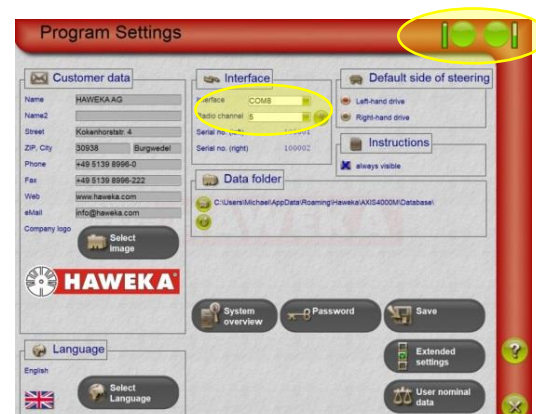 Program Settings
Customer data
Name HAWEKA AG
Name2
Street Kokenhorststr. 4
ZIP, City 30938 Burgwedel
Phone +49 5139 8996-0
Fax +49 5139 8996-222
Web www.haweka.com
eMail info@haweka.com
Company logo
Select
image
HAWEKA
Language
English
Select
Language
Interface
Interface COM8
Radio channel 5
Serial no. (left) 100001
Serial no. (right) 100002
Default side of steering
Left-hand drive
Right-hand drive
Instructions
always visible
Data folder
C:\Users\Michael\AppData\Roaming\Haweka\AXIS4000M\Database\
System
overview
Password
Save
Extended
settings
User nominal
data
?